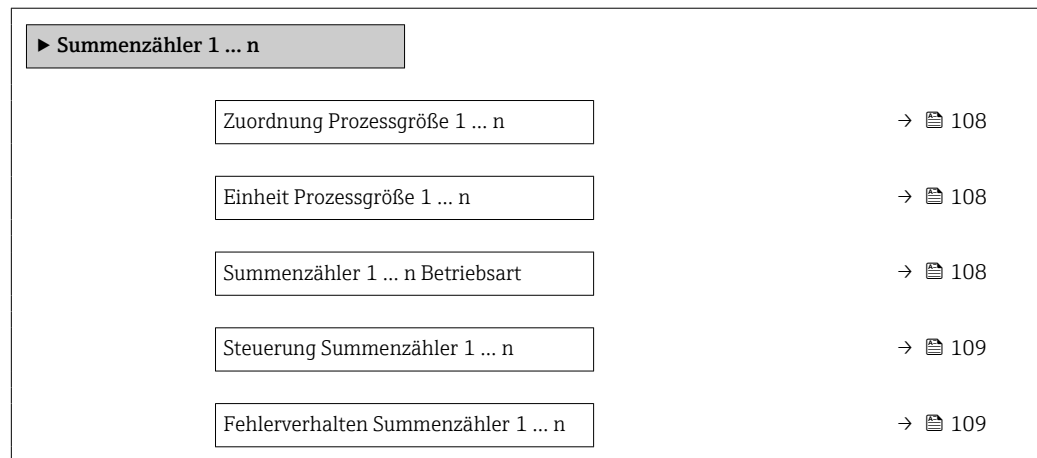 ▶ Summenzähler 1 … n
Zuordnung Prozessgröße 1 … n → 108
Einheit Prozessgröße 1 … n → 108
Summenzähler 1 … n Betriebsart → 108
Steuerung Summenzähler 1 … n → 109
Fehlerverhalten Summenzähler 1 … n → 109